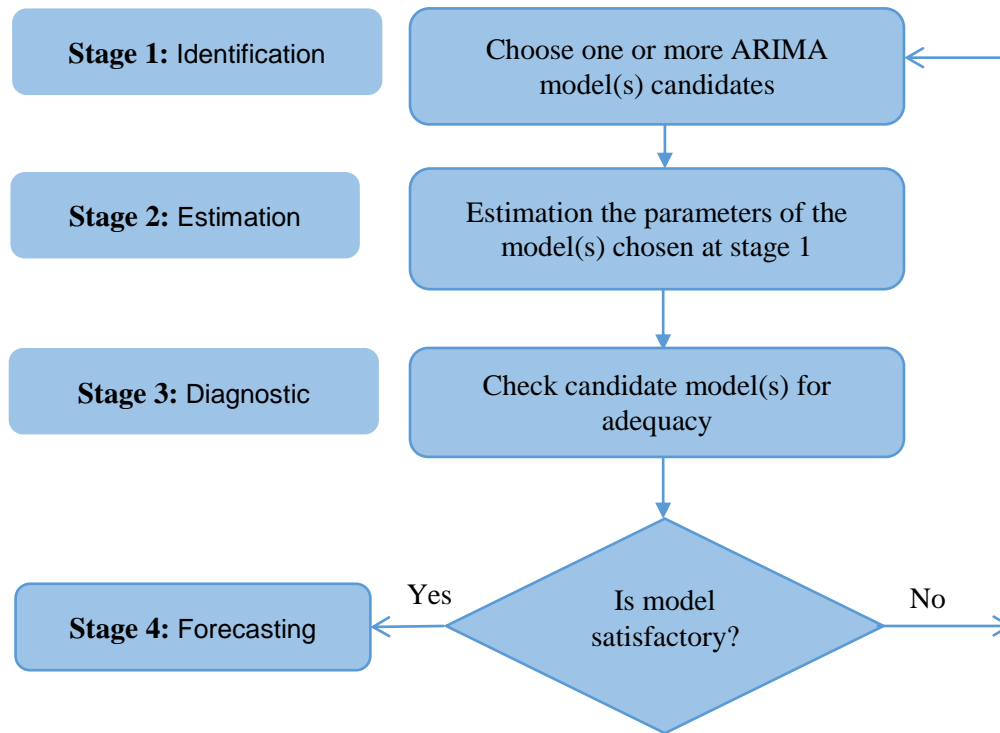 Stage 1: Identification
Choose one or more ARIMA
model(s) candidates
Stage 2: Estimation
Estimation the parameters of the
model(s) chosen at stage 1
Stage 3: Diagnostic
Check candidate model(s) for
adequacy
Yes
No
Is model
satisfactory?
Stage 4: Forecasting